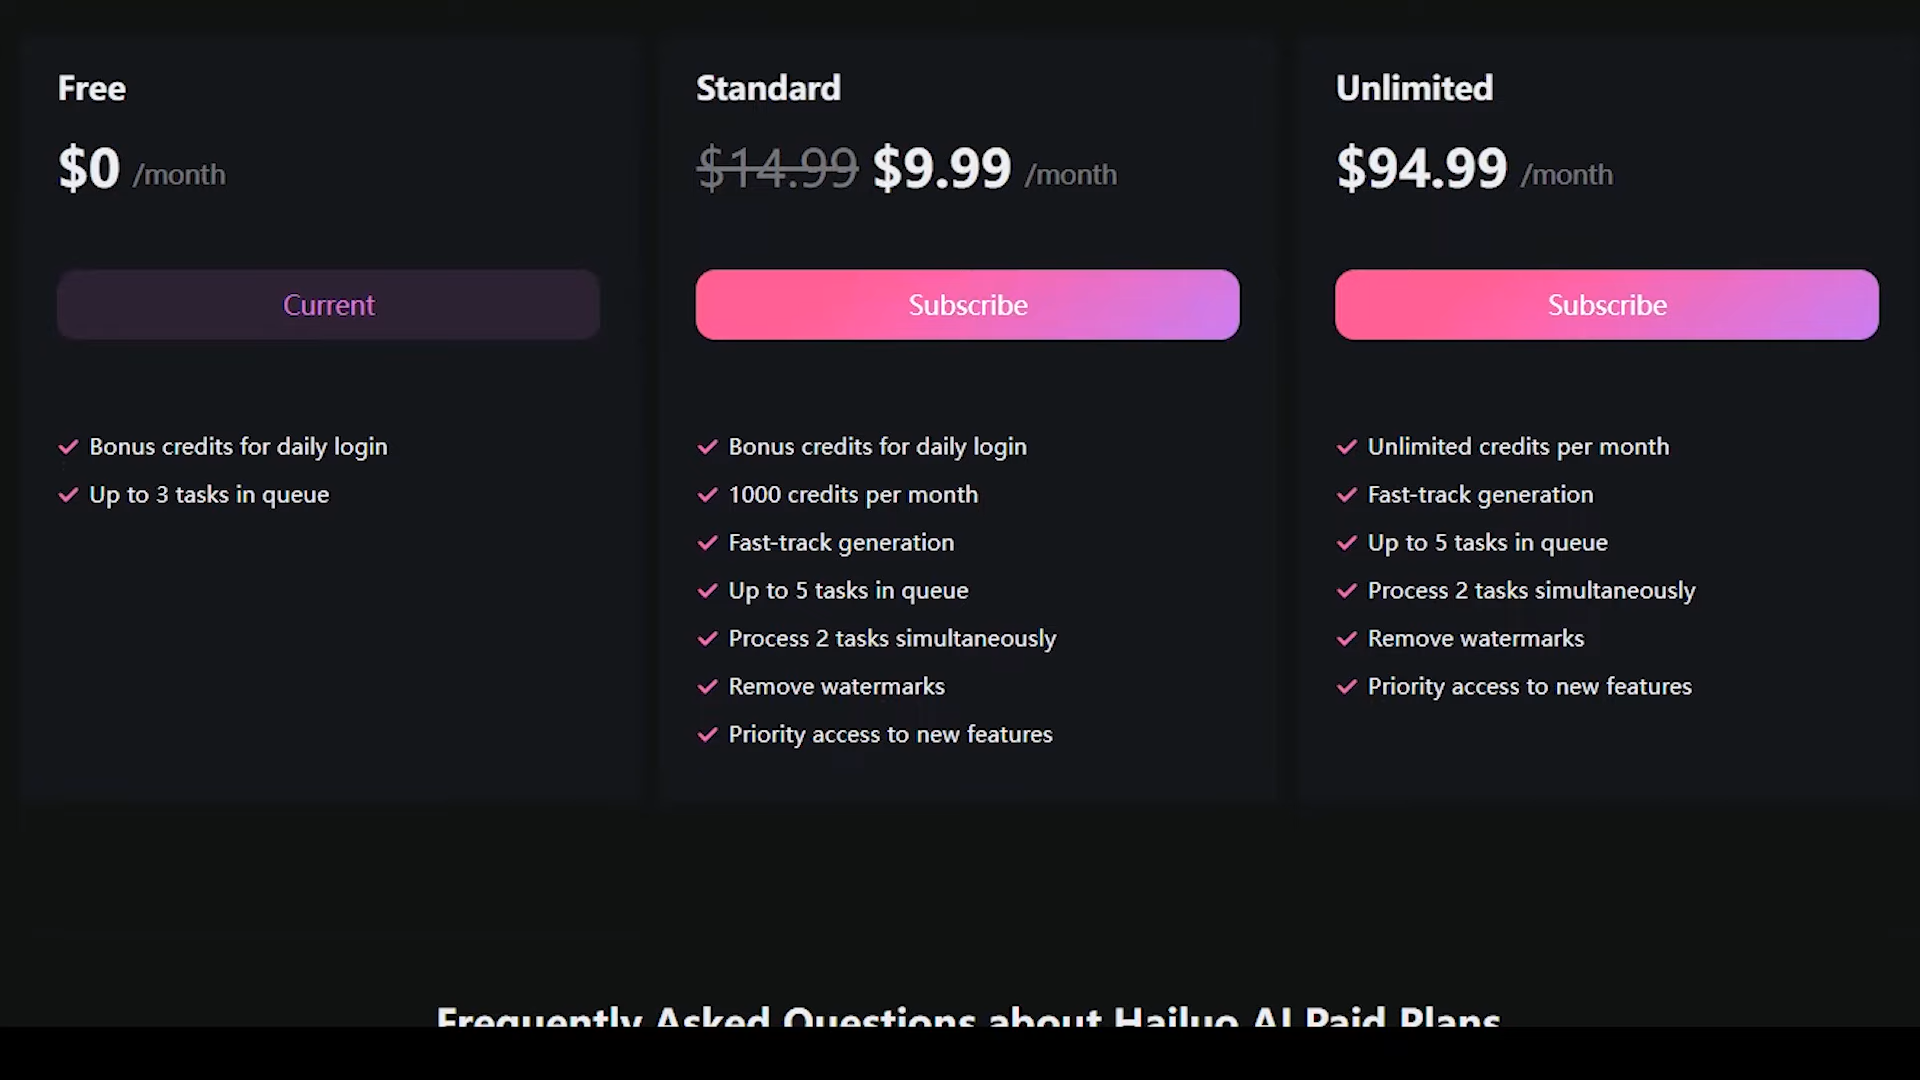 Free
$0 /month
Current
Bonus credits for daily login
Up to 3 tasks in queue
Standard
$14.99 $9.99 /month
Subscribe
Bonus credits for daily login
1000 credits per month
Fast-track generation
Up to 5 tasks in queue
Process 2 tasks simultaneously
Remove watermarks
Priority access to new features
Unlimited
$94.99 /month
Subscribe
Unlimited credits per month
Fast-track generation
Up to 5 tasks in queue
Process 2 tasks simultaneously
Remove watermarks
Priority access to new features
Frequently Asked Questions about Hailuo AI Paid Plans